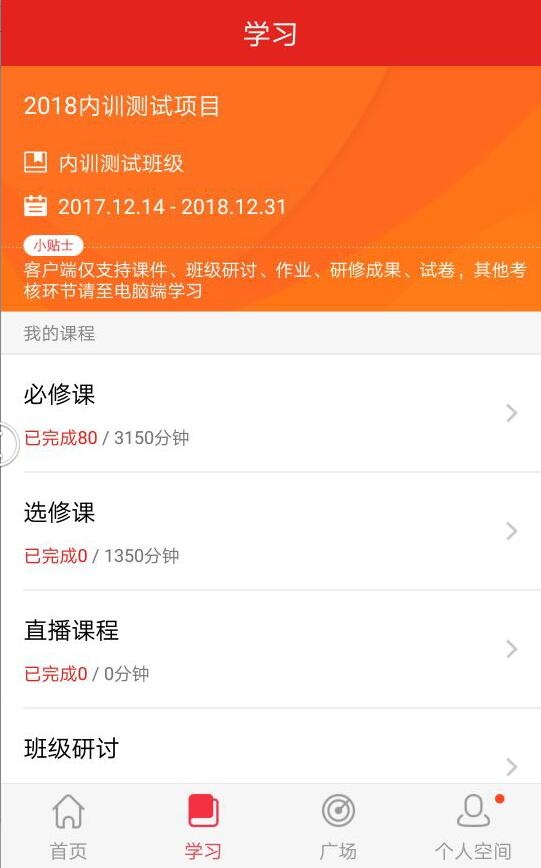 学习
2018内训测试项目
内训测试班级
2017.12.14 - 2018.12.31
小贴士
客户端仅支持课件、班级研讨、作业、研修成果、试卷，其他考
核环节请至电脑端学习
我的课程
必修课
已完成80 / 3150分钟
选修课
已完成0 / 1350分钟
直播课程
已完成0 / 0分钟
班级研讨
首页 学习 广场 个人空间